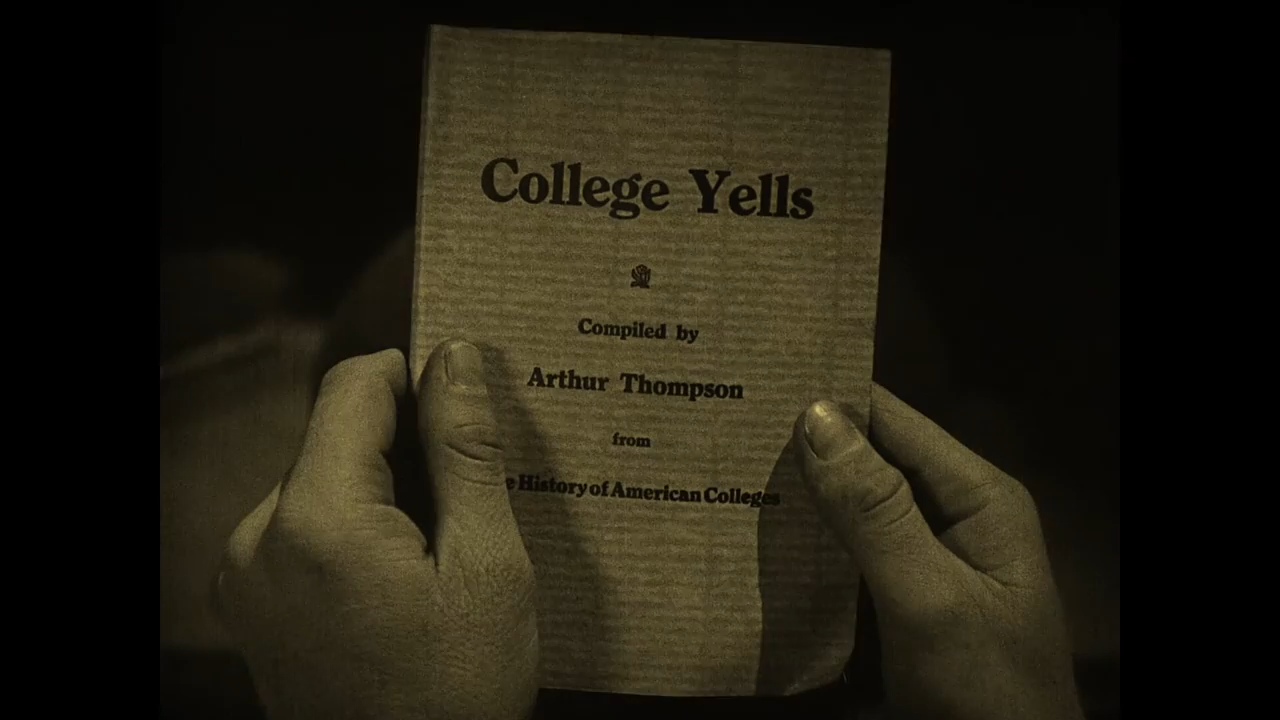 College Yells
Compiled by
Arthur Thompson
from
e History of American Colleges